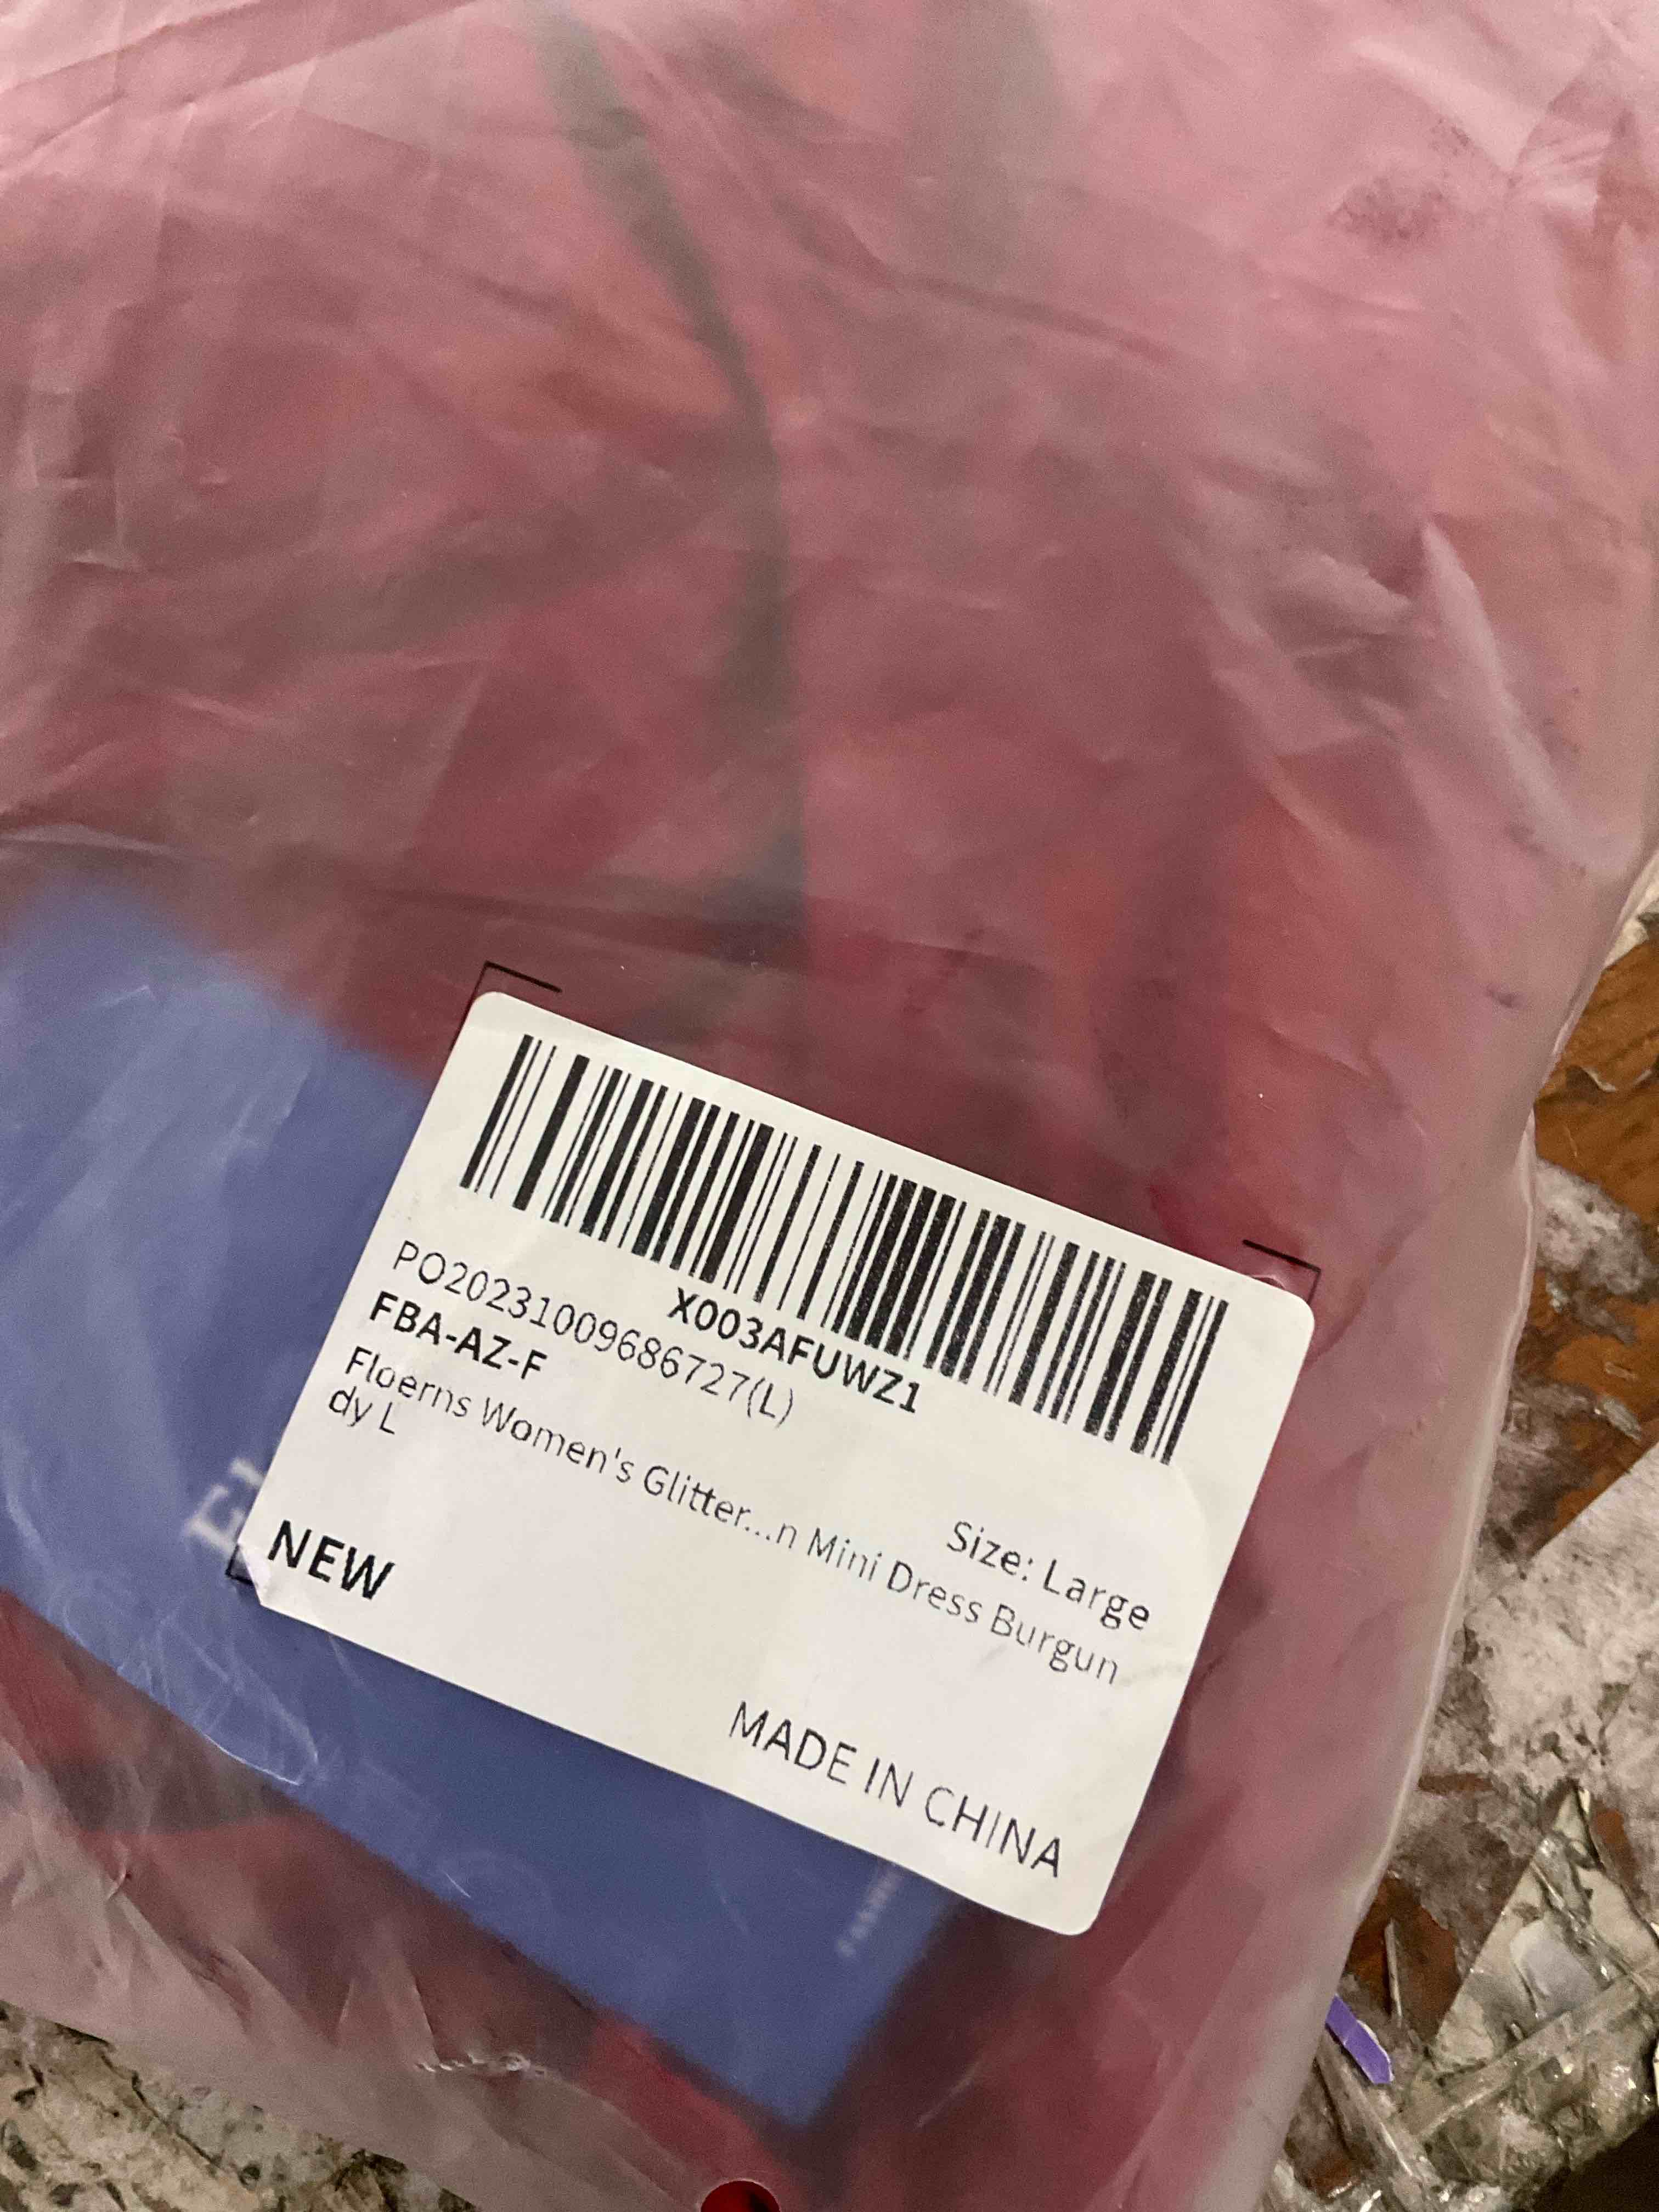 X003AFUWZ1
PO20231009686727(L)
FBA-AZ-F
Size: Large
Floerns Women's Glitter...n Mini Dress Burgun
dy L
NEW
MADE IN CHINA